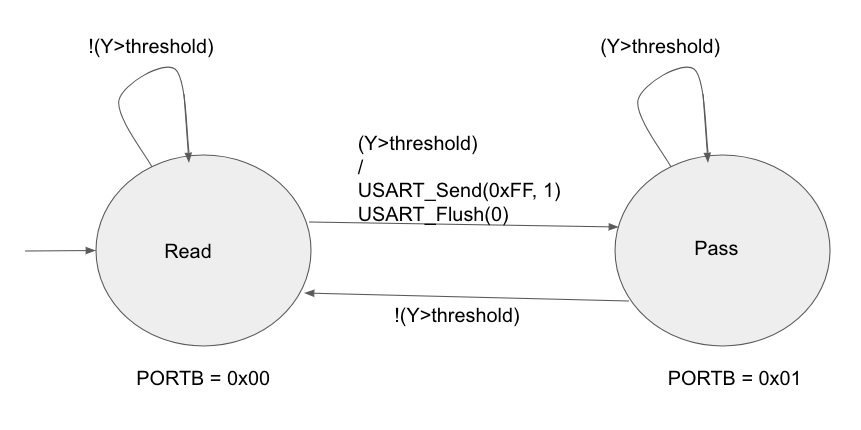 !(Y>threshold)
(Y>threshold)
(Y>threshold)
/
USART_Send(0xFF, 1)
USART_Flush(0)
Read
Pass
!(Y>threshold)
PORTB = 0x00
PORTB = 0x01